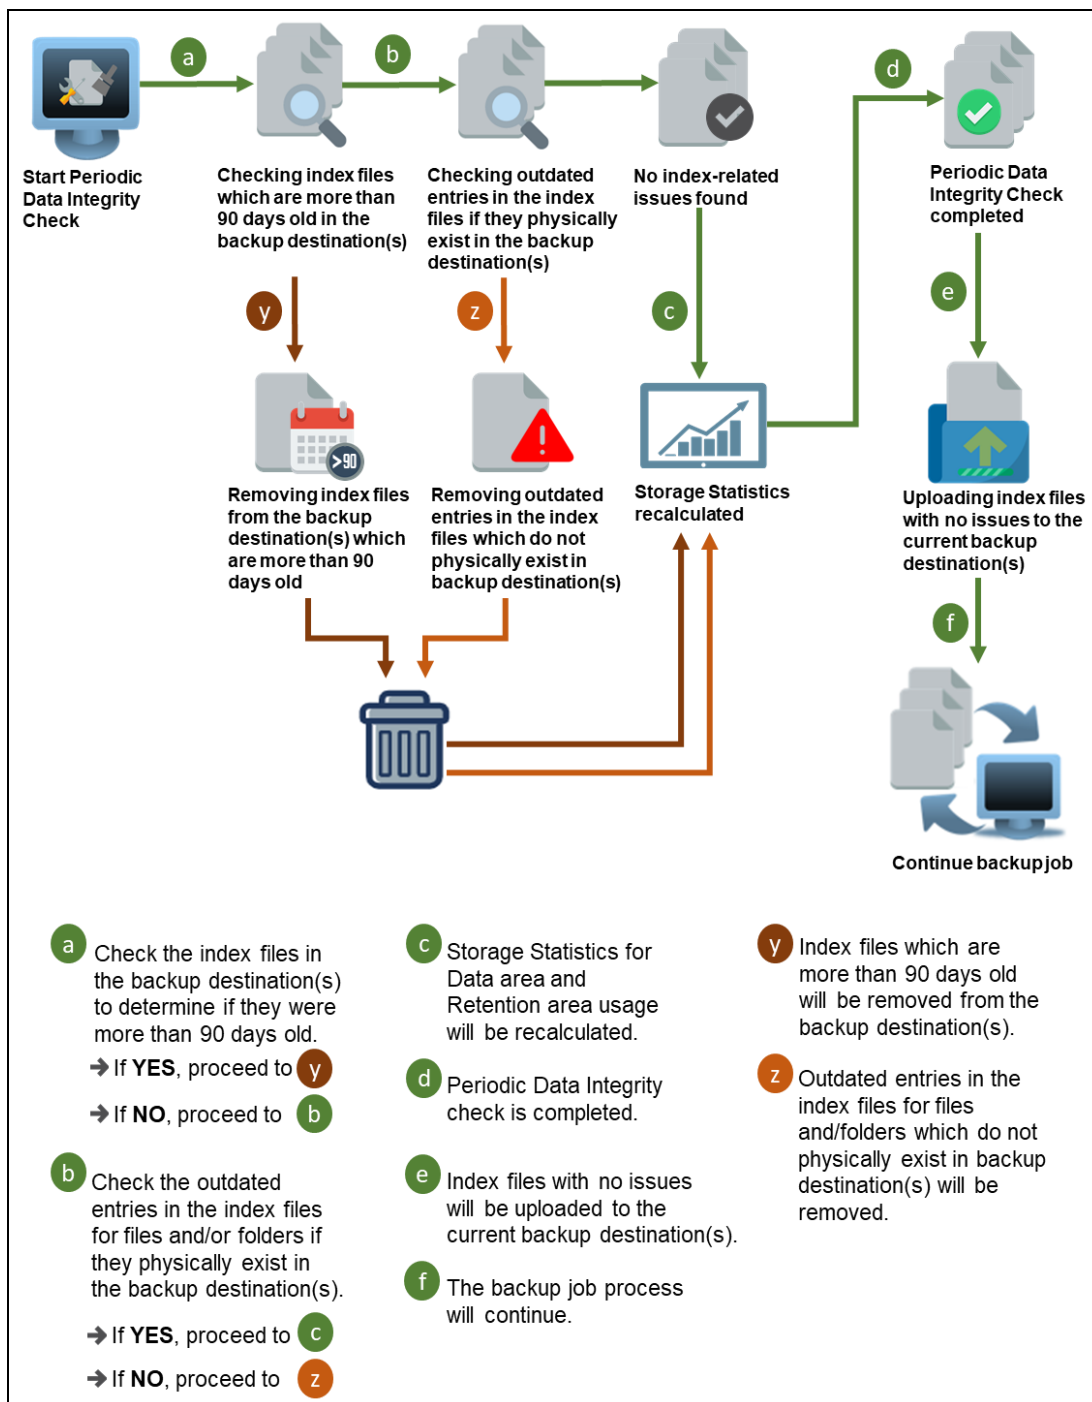 a
b
d
Start Periodic
Data Integrity
Check
Checking index files
which are more than
90 days old in the
backup destination(s)
Checking outdated
entries in the index
files if they physically
exist in the backup
destination(s)
No index-related
issues found
Periodic Data
Integrity Check
completed
y
z
c
e
>90
Removing index files
from the backup
destination(s) which
are more than 90
days old
Removing outdated
entries in the index
files which do not
physically exist in
backup destination(s)
Storage Statistics
recalculated
Uploading index files
with no issues to the
current backup
destination(s)
f
Continue backup job
a Check the index files in
the backup destination(s)
to determine if they were
more than 90 days old.
➔ If YES, proceed to y
➔ If NO, proceed to b
b Check the outdated
entries in the index files
for files and/or folders if
they physically exist in
the backup destination(s).
➔ If YES, proceed to c
➔ If NO, proceed to z
c Storage Statistics for
Data area and
Retention area usage
will be recalculated.
d Periodic Data Integrity
check is completed.
e Index files with no issues
will be uploaded to the
current backup destination(s).
f The backup job process
will continue.
y Index files which are
more than 90 days old
will be removed from the
backup destination(s).
z Outdated entries in the
index files for files
and/folders which do not
physically exist in backup
destination(s) will be
removed.